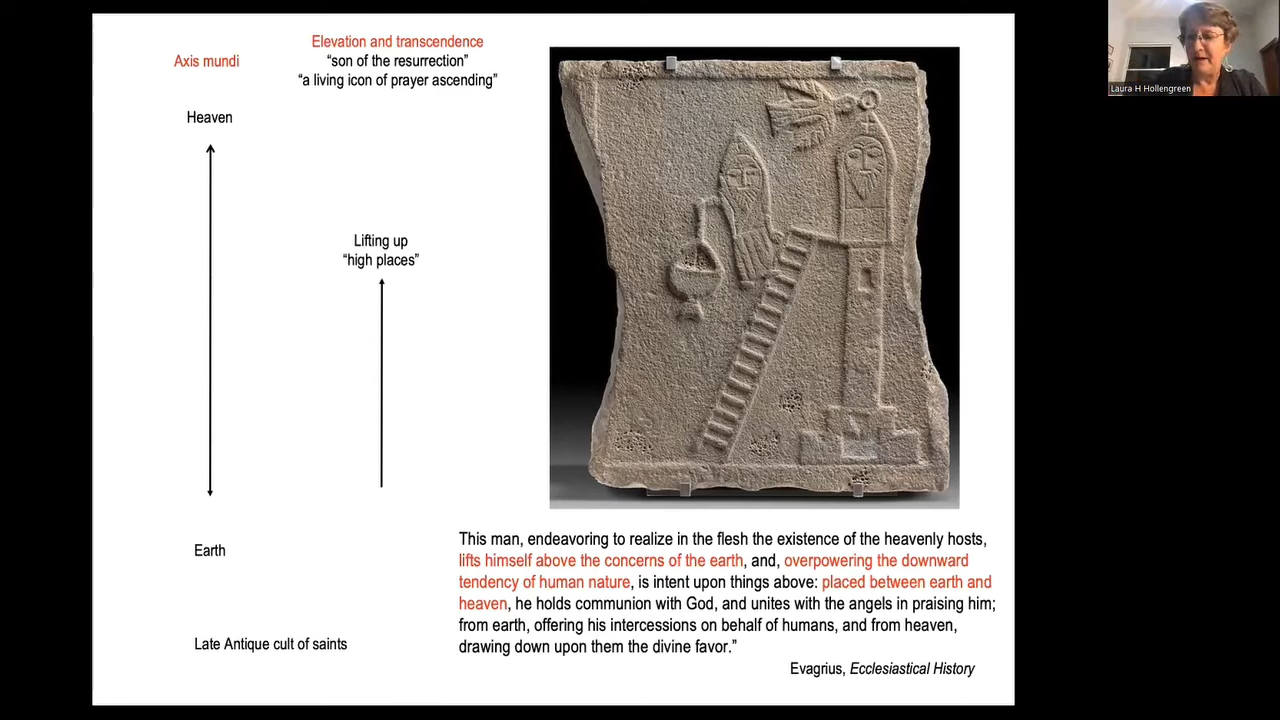 Elevation and transcendence
Axis mundi
“son of the resurrection”
“a living icon of prayer ascending”
Heaven
Lifting up
“high places”
Earth
Late Antique cult of saints
This man, endeavoring to realize in the flesh the existence of the heavenly hosts,
lifts himself above the concerns of the earth, and, overpowering the downward
tendency of human nature, is intent upon things above: placed between earth and
heaven, he holds communion with God, and unites with the angels in praising him;
from earth, offering his intercessions on behalf of humans, and from heaven,
drawing down upon them the divine favor.”
Evagrius, Ecclesiastical History
Laura H Hollengreen